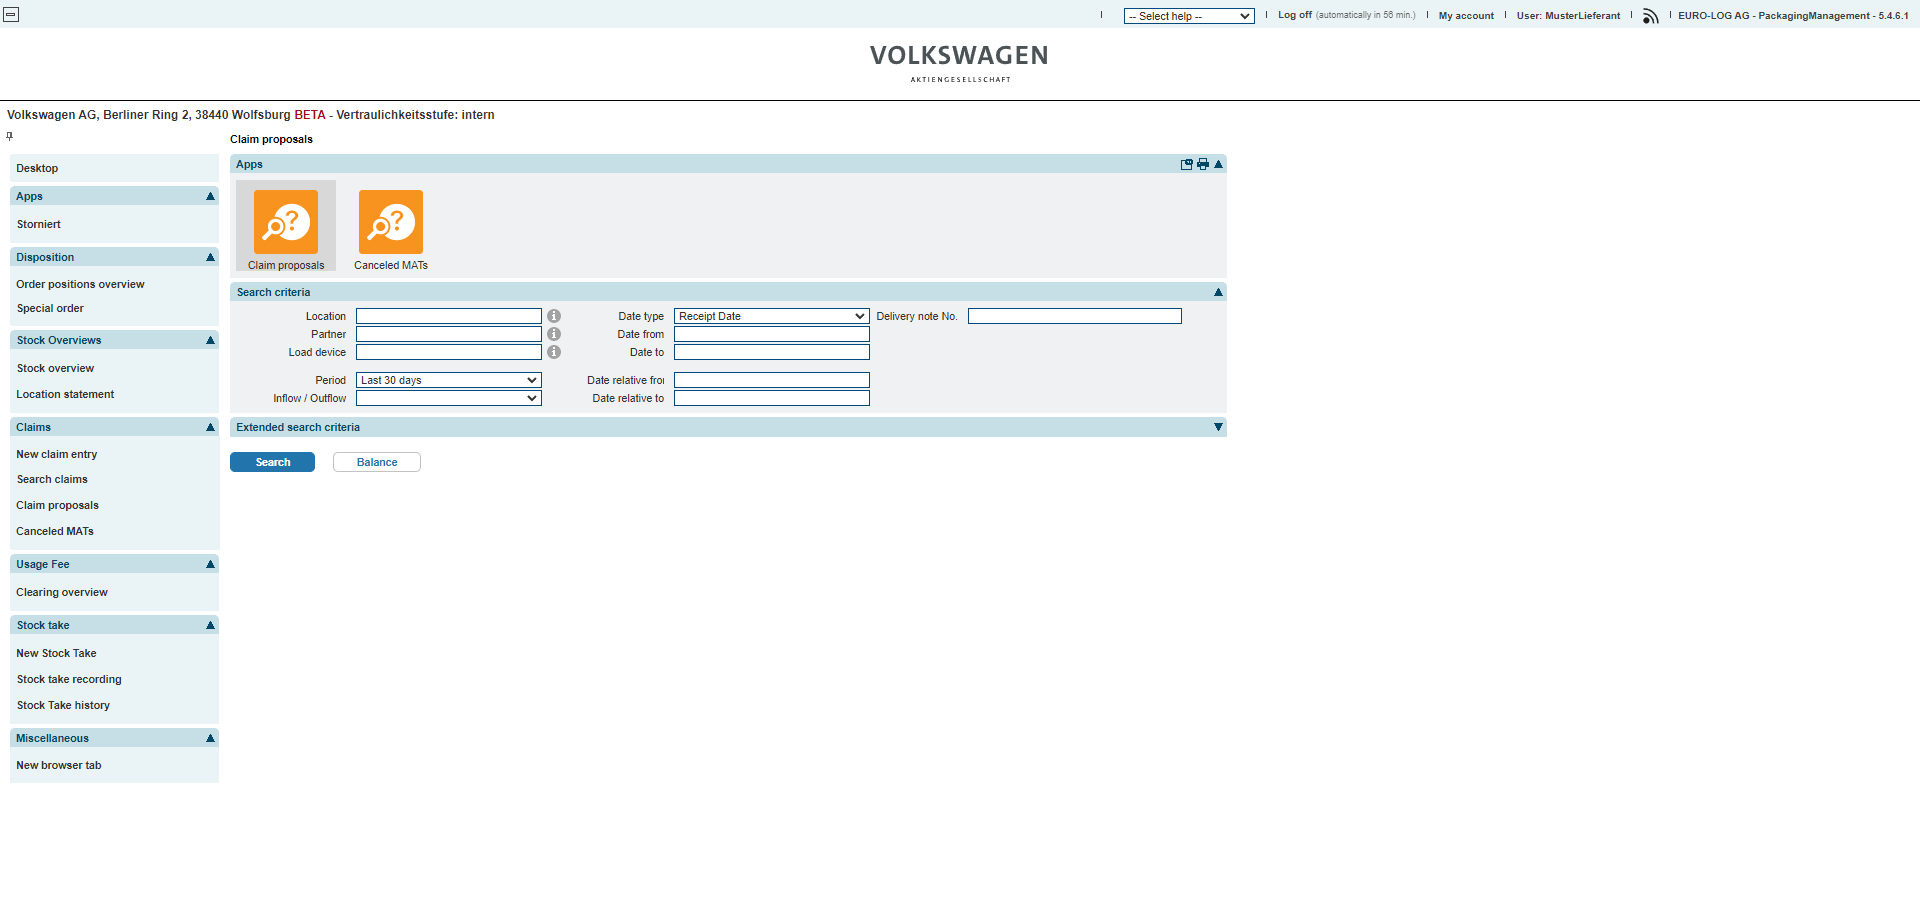 -- Select help --
Log off (automatically in 56 min.)
My account
User: MusterLieferant
EURO-LOG AG - PackagingManagement - 5.4.6.1
VOLKSWAGEN
AKTIENGESELLSCHAFT
Volkswagen AG, Berliner Ring 2, 38440 Wolfsburg BETA - Vertraulichkeitsstufe: intern
Desktop
Apps
Storniert
Disposition
Order positions overview
Special order
Stock Overviews
Stock overview
Location statement
Claims
New claim entry
Search claims
Claim proposals
Canceled MATs
Usage Fee
Clearing overview
Stock take
New Stock Take
Stock take recording
Stock Take history
Miscellaneous
New browser tab
Claim proposals
Apps
Claim proposals
Canceled MATs
Search criteria
Location
Date type Receipt Date
Delivery note No.
Partner
Date from
Load device
Date to
Period Last 30 days
Date relative from
Inflow / Outflow
Date relative to
Extended search criteria
Search
Balance